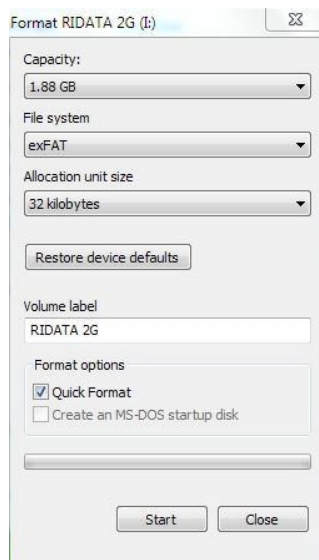 Format RIDATA 2G (I:)
Capacity:
1.88 GB
File system
exFAT
Allocation unit size
32 kilobytes
Restore device defaults
Volume label
RIDATA 2G
Format options
Quick Format
Create an MS-DOS startup disk
Start Close